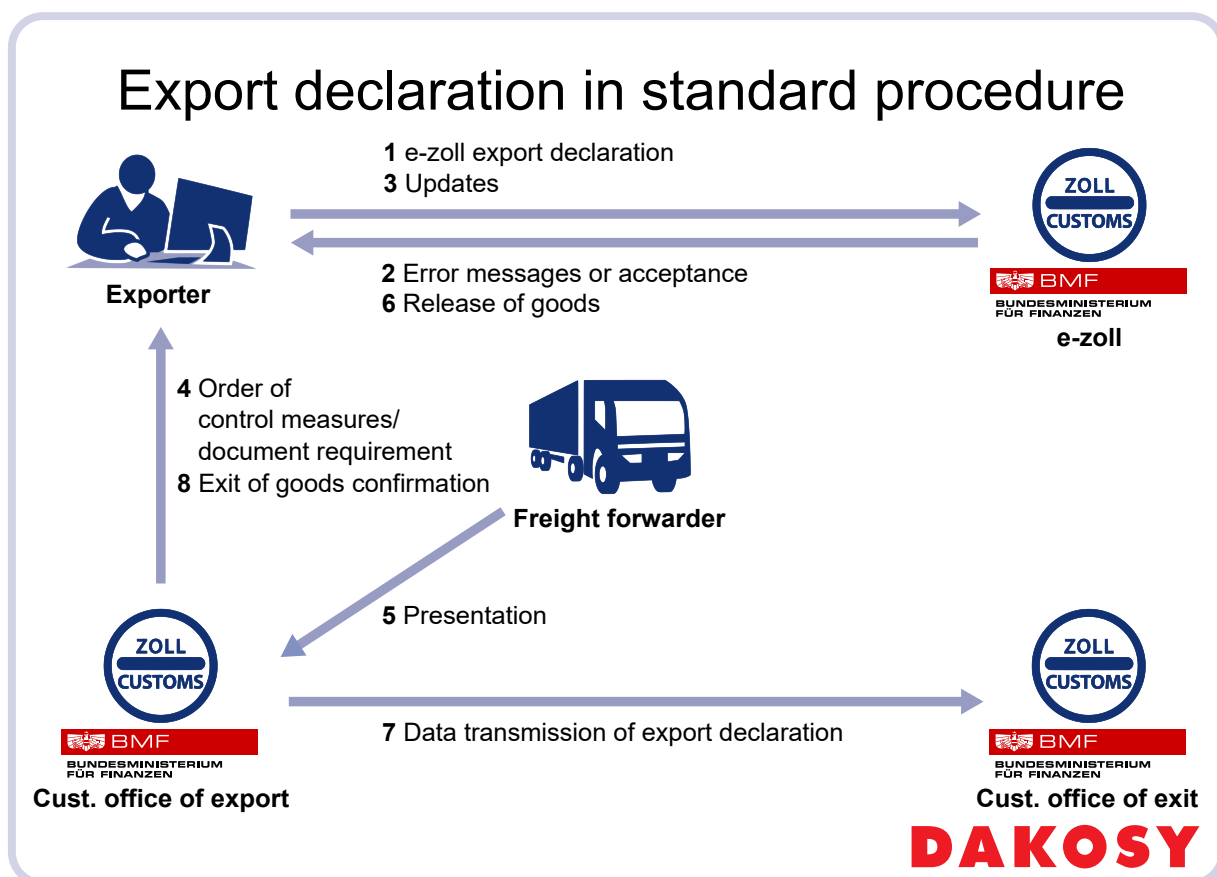 Export declaration in standard procedure
1 e-zoll export declaration
3 Updates
ZOLL
CUSTOMS
2 Error messages or acceptance
6 Release of goods
Exporter
BMF
BUNDESMINISTERIUM
FÜR FINANZEN
e-zoll
4 Order of
control measures/
document requirement
8 Exit of goods confirmation
Freight forwarder
5 Presentation
ZOLL
CUSTOMS
BMF
BUNDESMINISTERIUM
FÜR FINANZEN
Cust. office of export
7 Data transmission of export declaration
ZOLL
CUSTOMS
BMF
BUNDESMINISTERIUM
FÜR FINANZEN
Cust. office of exit
DAKOSY